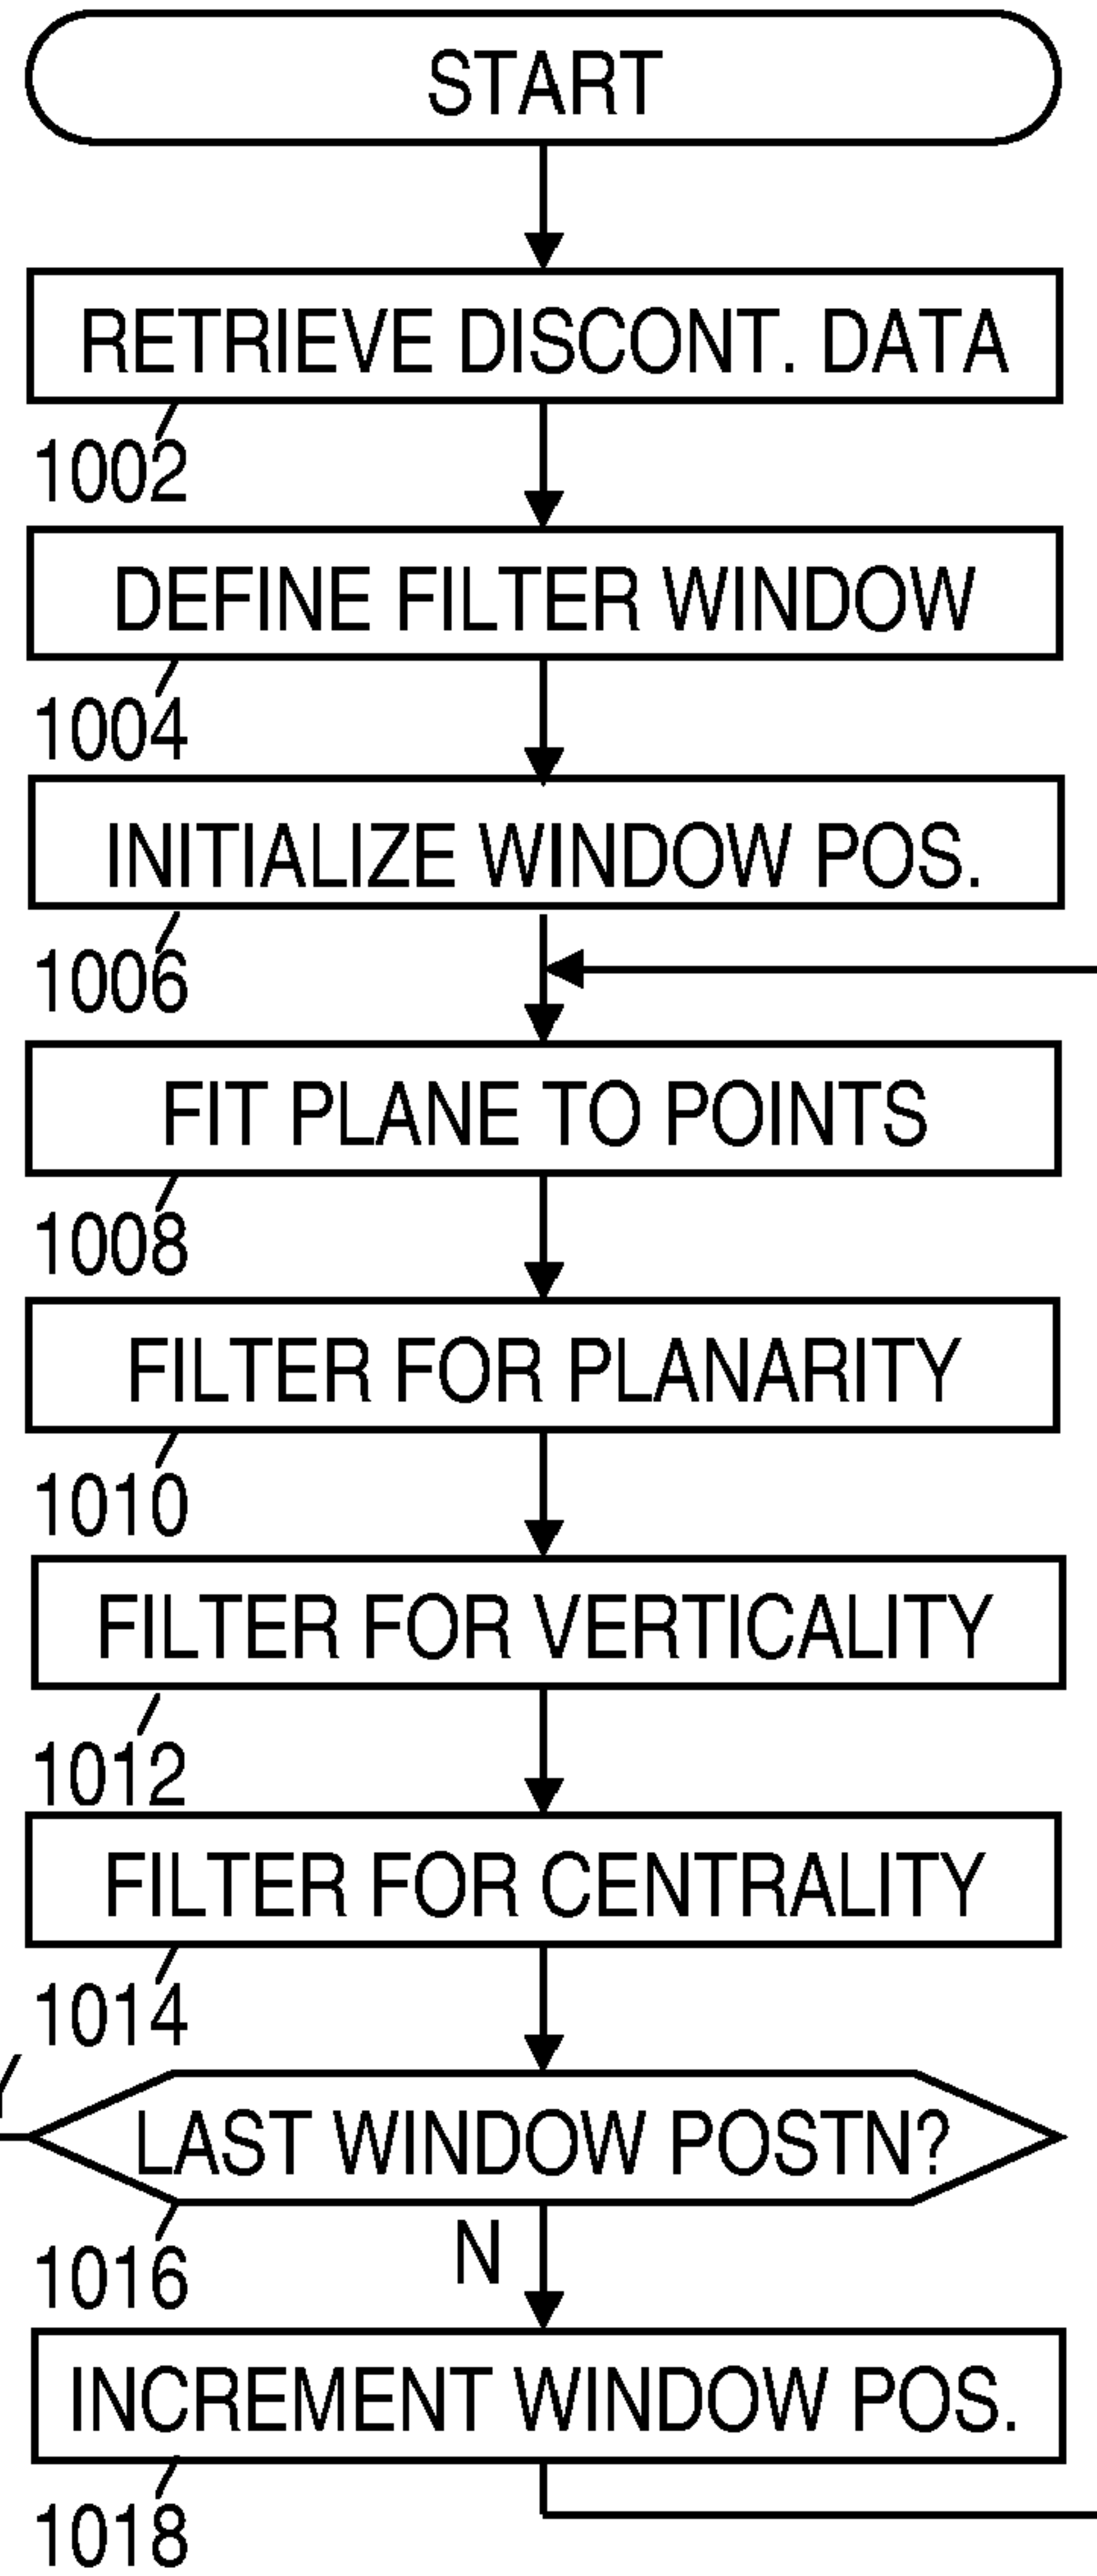 START
RETRIEVE DISCONT. DATA
1002
DEFINE FILTER WINDOW
1004
INITIALIZE WINDOW POS.
1006
FIT PLANE TO POINTS
1008
FILTER FOR PLANARITY
1010
FILTER FOR VERTICALITY
1012
FILTER FOR CENTRALITY
1014
LAST WINDOW POSTN?
1016
N
INCREMENT WINDOW POS.
1018